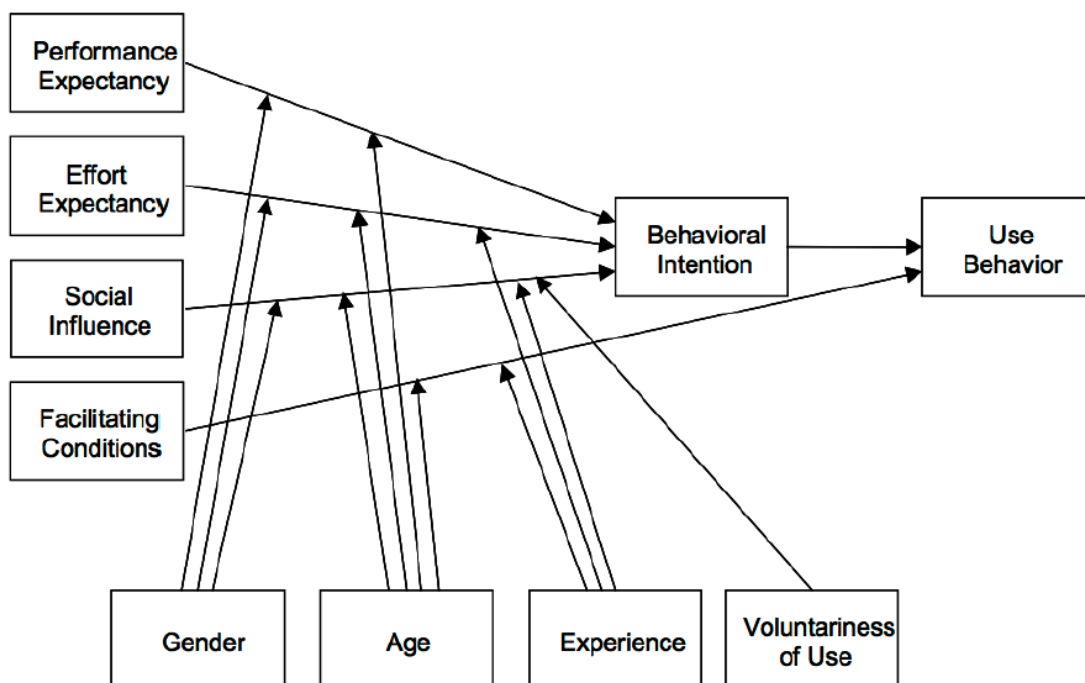 Performance
Expectancy
Effort
Expectancy
Social
Influence
Facilitating
Conditions
Behavioral
Intention
Use
Behavior
Gender
Age
Experience
Voluntariness
of Use